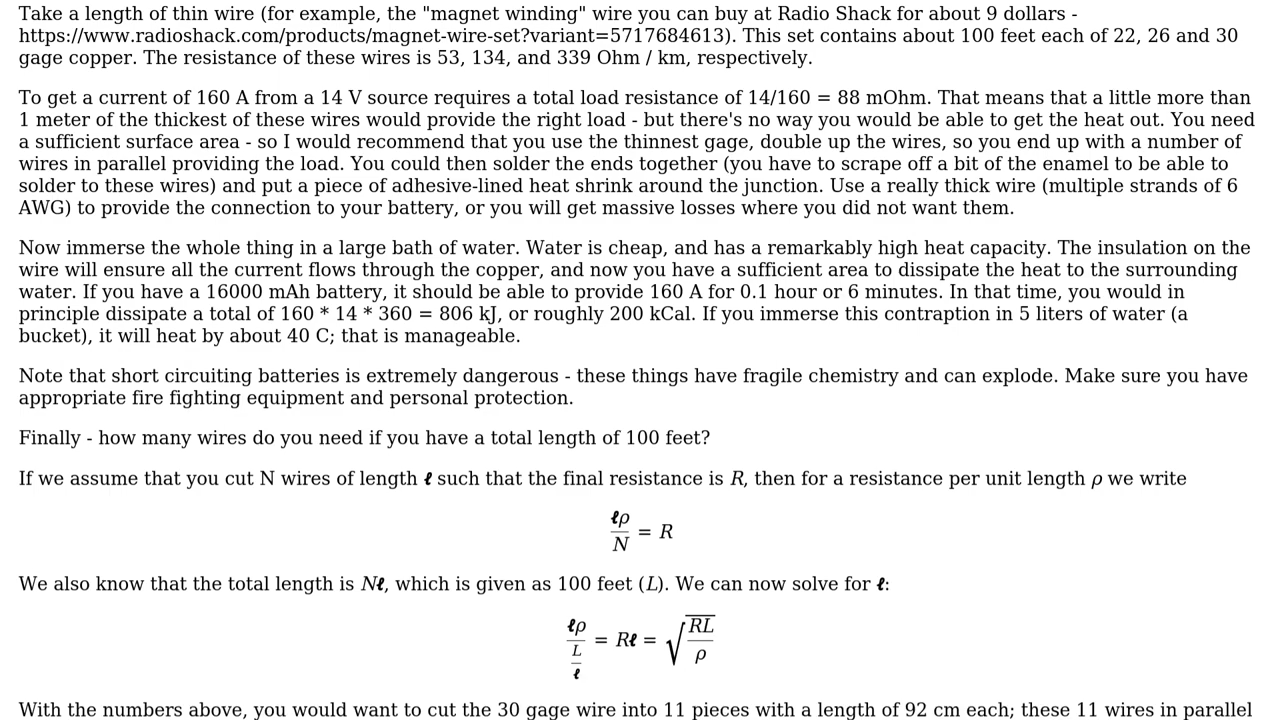 Take a length of thin wire (for example, the "magnet winding" wire you can buy at Radio Shack for about 9 dollars -
https://www.radioshack.com/products/magnet-wire-set?variant=5717684613). This set contains about 100 feet each of 22, 26 and 30
gage copper. The resistance of these wires is 53, 134, and 339 Ohm / km, respectively.
To get a current of 160 A from a 14 V source requires a total load resistance of 14/160 = 88 mOhm. That means that a little more than
1 meter of the thickest of these wires would provide the right load - but there's no way you would be able to get the heat out. You need
a sufficient surface area - so I would recommend that you use the thinnest gage, double up the wires, so you end up with a number of
wires in parallel providing the load. You could then solder the ends together (you have to scrape off a bit of the enamel to be able to
solder to these wires) and put a piece of adhesive-lined heat shrink around the junction. Use a really thick wire (multiple strands of 6
AWG) to provide the connection to your battery, or you will get massive losses where you did not want them.
Now immerse the whole thing in a large bath of water. Water is cheap, and has a remarkably high heat capacity. The insulation on the
wire will ensure all the current flows through the copper, and now you have a sufficient area to dissipate the heat to the surrounding
water. If you have a 16000 mAh battery, it should be able to provide 160 A for 0.1 hour or 6 minutes. In that time, you would in
principle dissipate a total of 160 * 14 * 360 = 806 kJ, or roughly 200 kCal. If you immerse this contraption in 5 liters of water (a
bucket), it will heat by about 40 C; that is manageable.
Note that short circuiting batteries is extremely dangerous - these things have fragile chemistry and can explode. Make sure you have
appropriate fire fighting equipment and personal protection.
Finally - how many wires do you need if you have a total length of 100 feet?
If we assume that you cut N wires of length ℓ such that the final resistance is R, then for a resistance per unit length ρ we write
ℓρ/N = R
We also know that the total length is Nℓ, which is given as 100 feet (L). We can now solve for ℓ:
ℓρ/(L/ℓ) = Rℓ = √(RL/ρ)
With the numbers above, you would want to cut the 30 gage wire into 11 pieces with a length of 92 cm each; these 11 wires in parallel